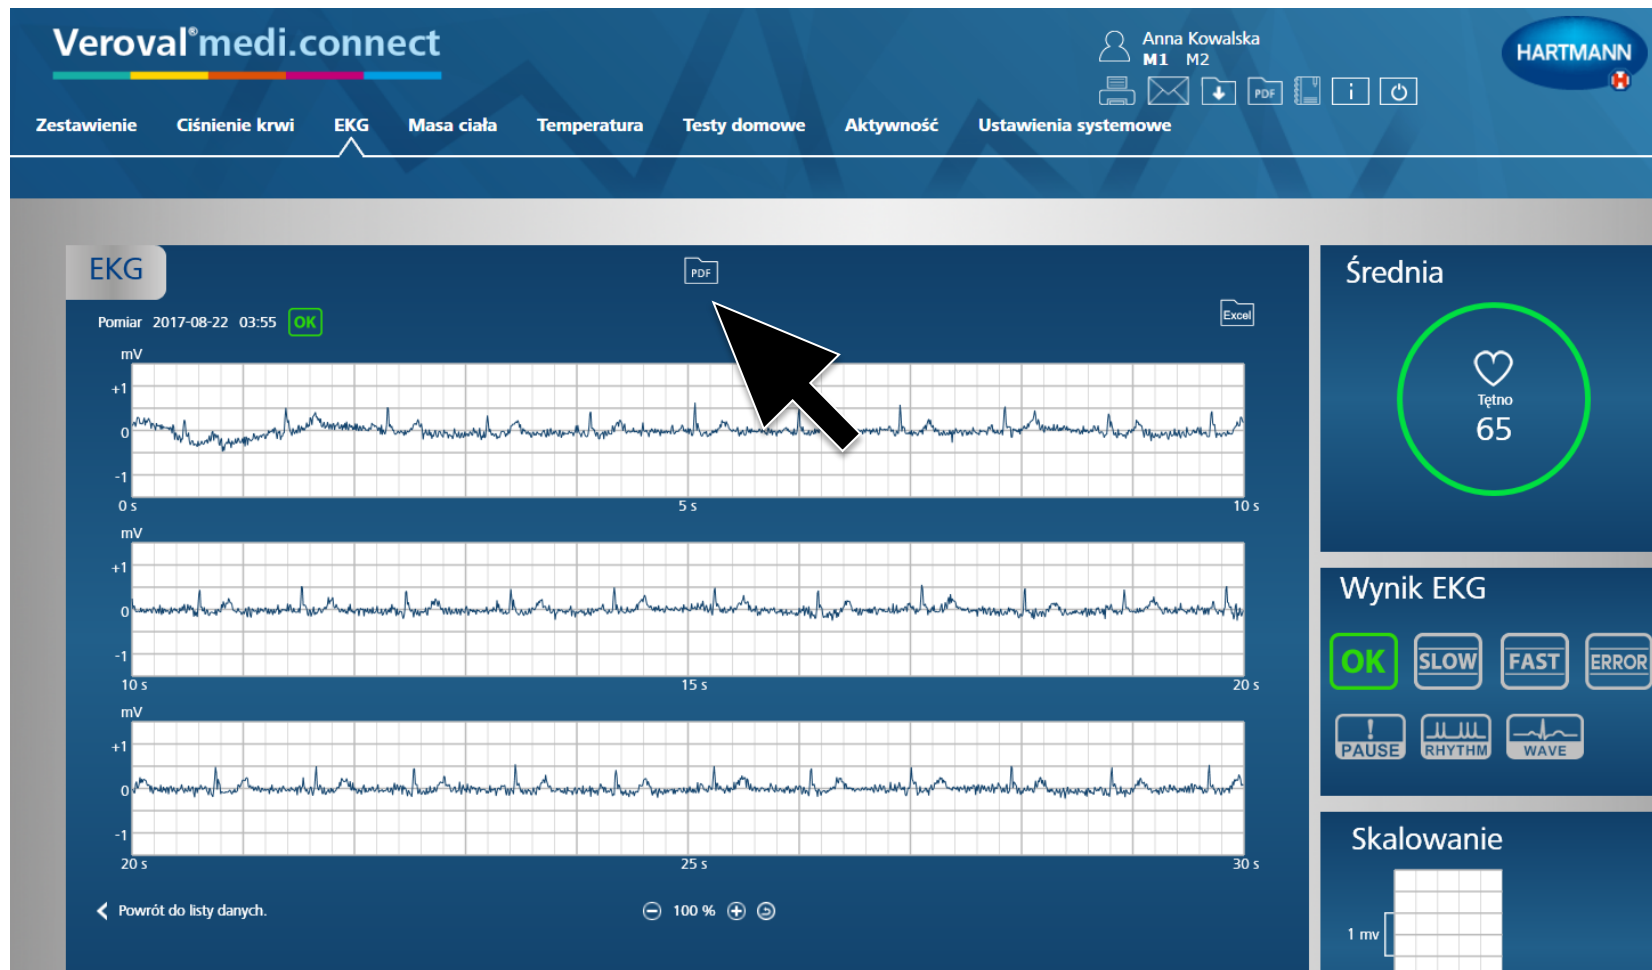 Veroval®medi.connect
Anna Kowalska
M1 M2
HARTMANN
PDF
i
Zestawienie Ciśnienie krwi EKG Masa ciała Temperatura Testy domowe Aktywność Ustawienia systemowe
EKG
PDF
Excel
Pomiar 2017-08-22 03:55 OK
mV
+1
0
-1
0 s 5 s 10 s
mV
+1
0
-1
10 s 15 s 20 s
mV
+1
0
-1
20 s 25 s 30 s
Powrót do listy danych.
100 %
Średnia
Tętno
65
Wynik EKG
OK SLOW FAST ERROR
! PAUSE RHYTHM WAVE
Skalowanie
1 mv